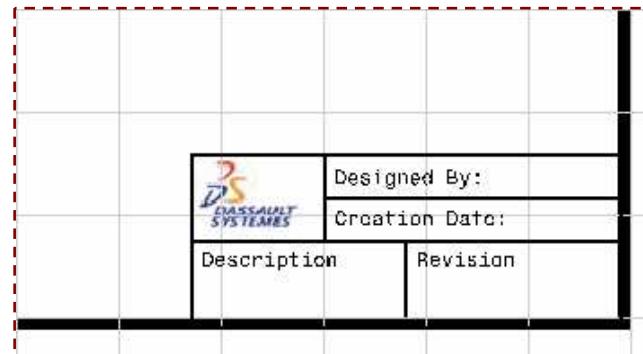 Designed By:
DASSAULT
SYSTEMES
Creation Date:
Description
Revision